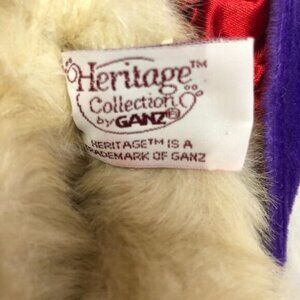 Heritage™
Collection
by GANZ®
HERITAGE™ IS A
TRADEMARK OF GANZ